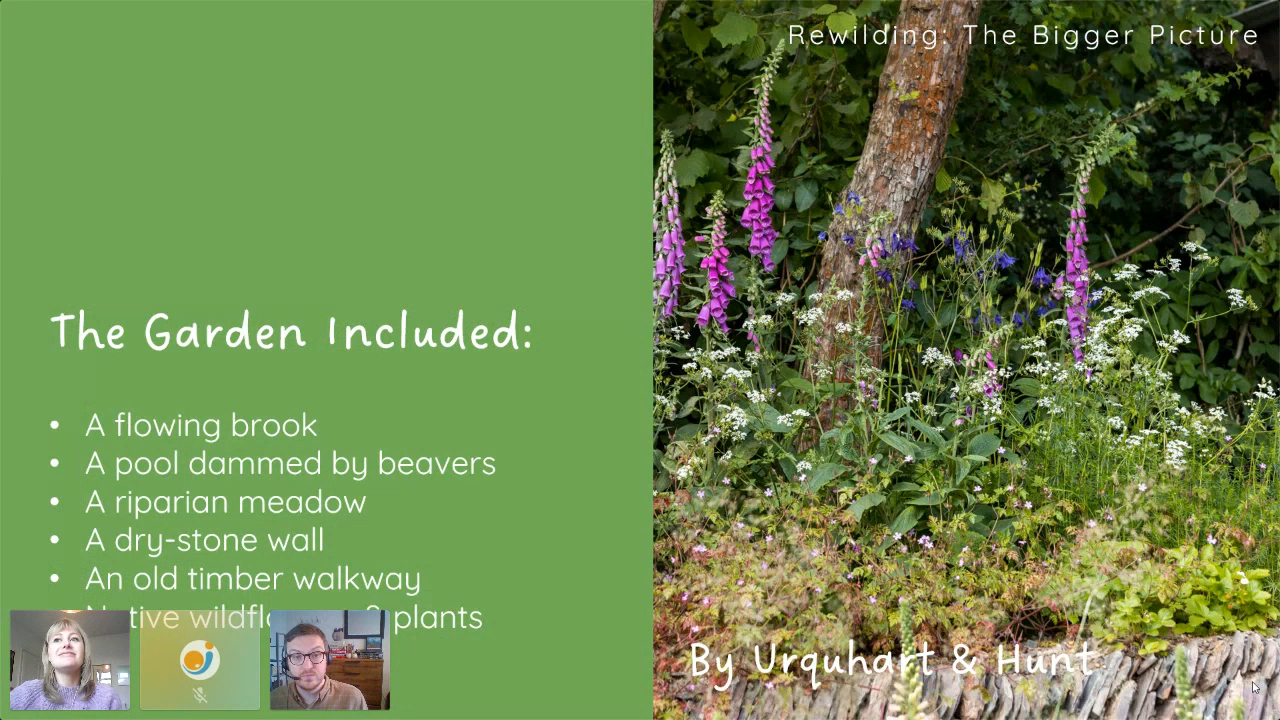 Rewilding: The Bigger Picture
The Garden Included:
• A flowing brook
• A pool dammed by beavers
• A riparian meadow
• A dry-stone wall
• An old timber walkway
plants
By Urquhart & Hunt